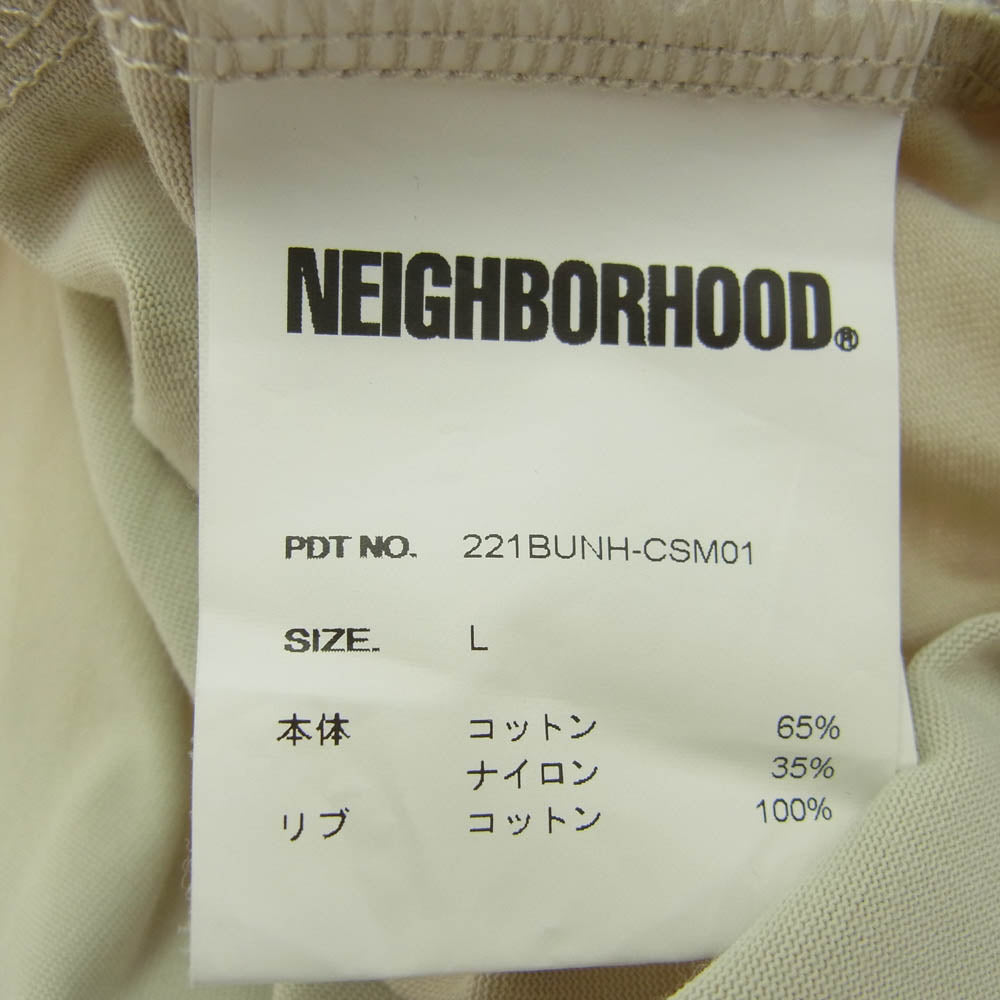 NEIGHBORHOOD®
PDT NO. 221BUNH-CSM01
SIZE. L
本体 コットン 65%
ナイロン 35%
リブ コットン 100%